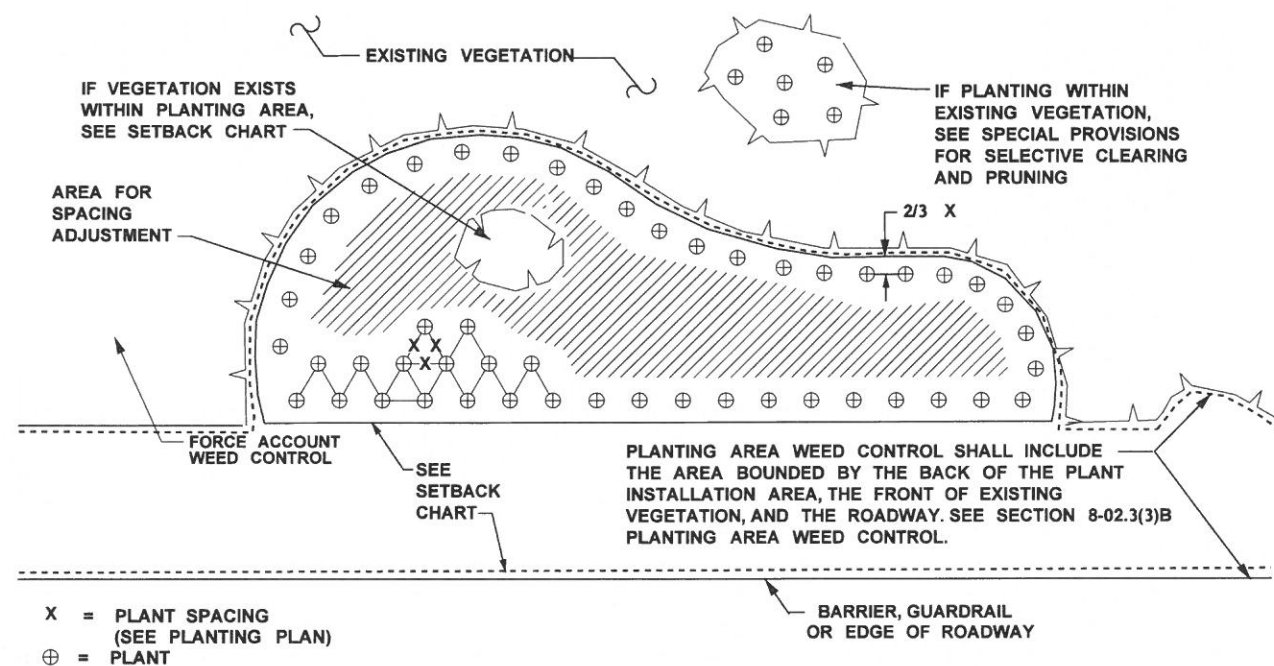 EXISTING VEGETATION
IF VEGETATION EXISTS
WITHIN PLANTING AREA,
SEE SETBACK CHART
IF PLANTING WITHIN
EXISTING VEGETATION,
SEE SPECIAL PROVISIONS
FOR SELECTIVE CLEARING
AND PRUNING
AREA FOR
SPACING
ADJUSTMENT
2/3 X
X X
X
FORCE ACCOUNT
WEED CONTROL
SEE
SETBACK
CHART
PLANTING AREA WEED CONTROL SHALL INCLUDE
THE AREA BOUNDED BY THE BACK OF THE PLANT
INSTALLATION AREA, THE FRONT OF EXISTING
VEGETATION, AND THE ROADWAY. SEE SECTION 8-02.3(3)B
PLANTING AREA WEED CONTROL.
BARRIER, GUARDRAIL
OR EDGE OF ROADWAY
X = PLANT SPACING
(SEE PLANTING PLAN)
⊕ = PLANT